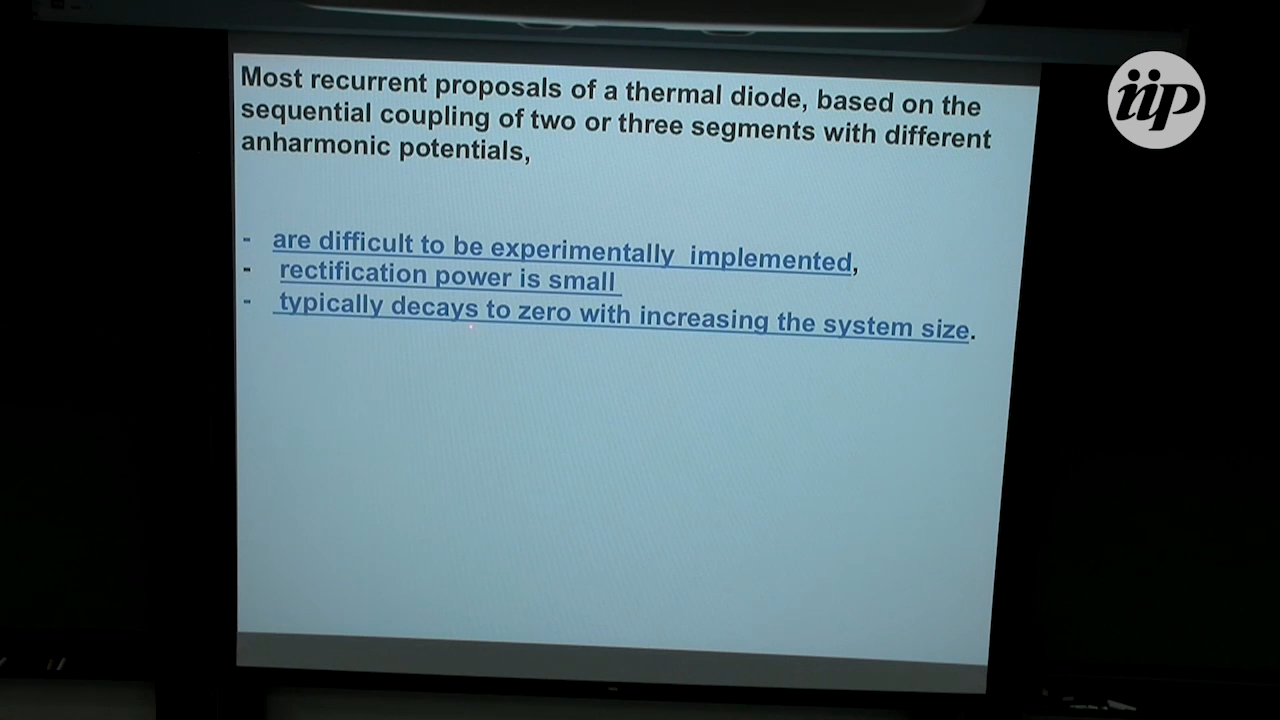 iip
Most recurrent proposals of a thermal diode, based on the
sequential coupling of two or three segments with different
anharmonic potentials,
- are difficult to be experimentally implemented,
- rectification power is small
- typically decays to zero with increasing the system size.